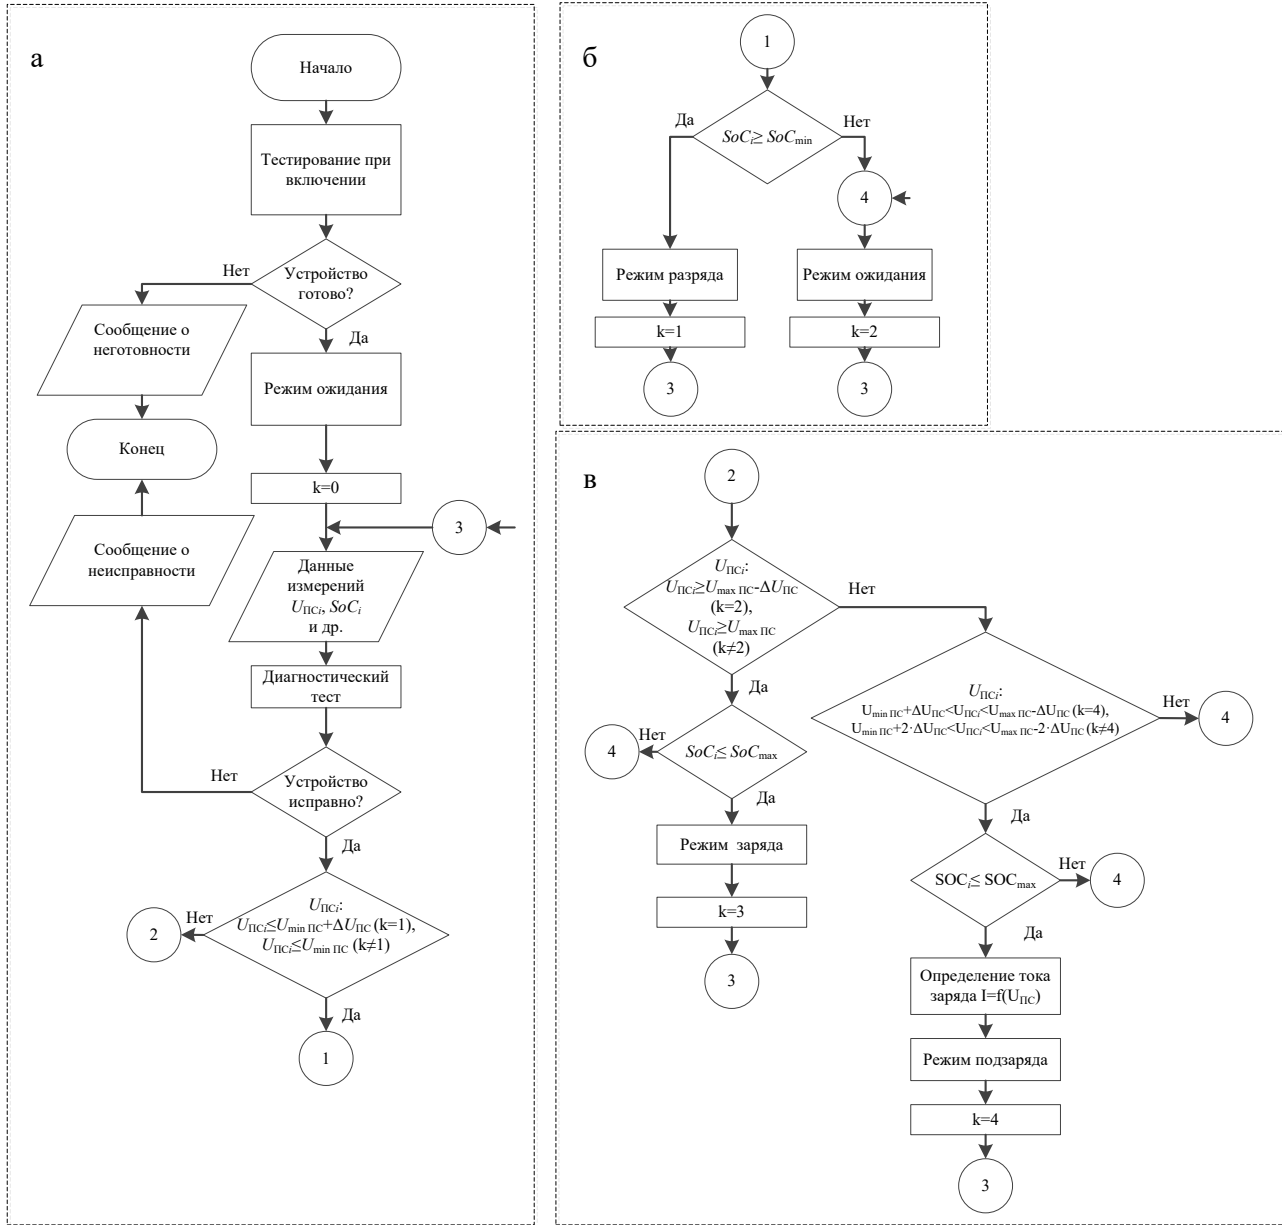 а
Начало
Тестирование при
включении
Устройство
готово?
Нет
Да
Сообщение о
неготовности
Режим ожидания
Конец
k=0
3
Сообщение о
неисправности
Данные
измерений
UПСi, SoCi
и др.
Диагностический
тест
Устройство
исправно?
Нет
Да
UПСi:
UПСi≤Umin ПС+ΔUПС (k=1),
UПСi≤Umin ПС (k≠1)
Нет
2
Да
1
б
1
SoCi≥ SoCmin
Да
Нет
4
Режим разряда
Режим ожидания
k=1
k=2
3
3
в
2
UПСi:
UПСi≥Umax ПС-ΔUПС
(k=2),
UПСi≥Umax ПС
(k≠2)
Нет
Да
UПСi:
Umin ПС+ΔUПС<UПСi<Umax ПС-ΔUПС (k=4),
Umin ПС+2·ΔUПС<UПСi<Umax ПС-2·ΔUПС (k≠4)
Нет
4
SoCi≤ SoCmax
Нет
4
Да
Да
Режим заряда
SOCi≤ SOCmax
Нет
4
k=3
Да
3
Определение тока
заряда I=f(UПС)
Режим подзаряда
k=4
3